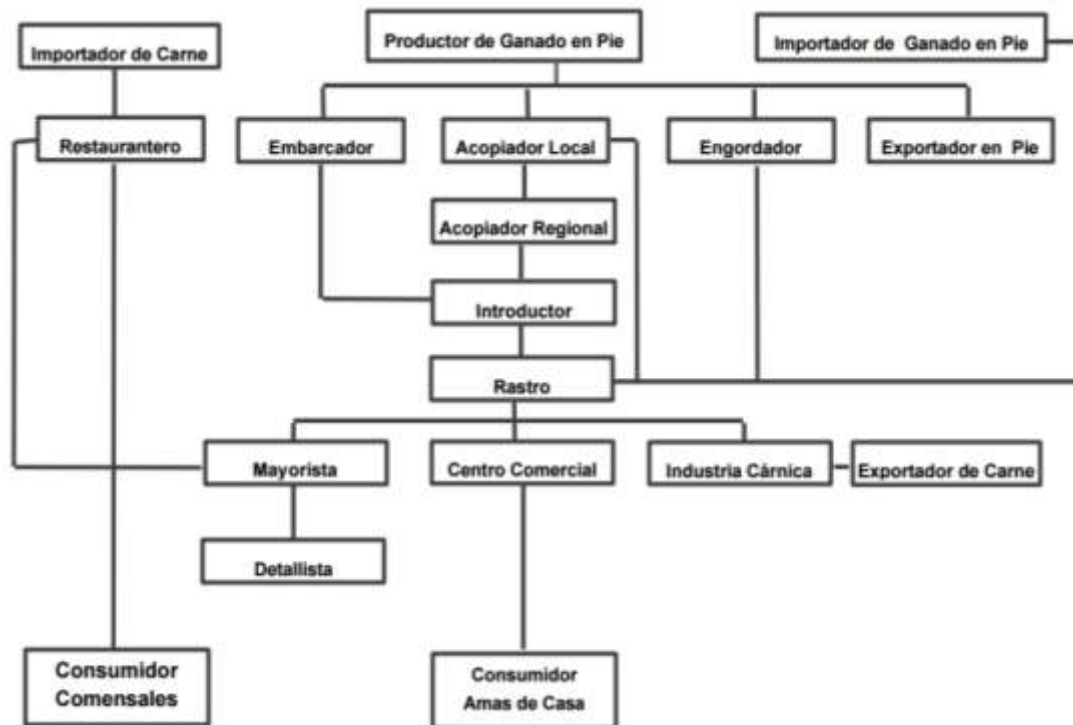 Importador de Carne
Productor de Ganado en Pie
Importador de Ganado en Pie
Restaurantero
Embarcador
Acopiador Local
Engordador
Exportador en Pie
Acopiador Regional
Introductor
Rastro
Mayorista
Centro Comercial
Industria Cárnica
Exportador de Carne
Detallista
Consumidor
Comensales
Consumidor
Amas de Casa